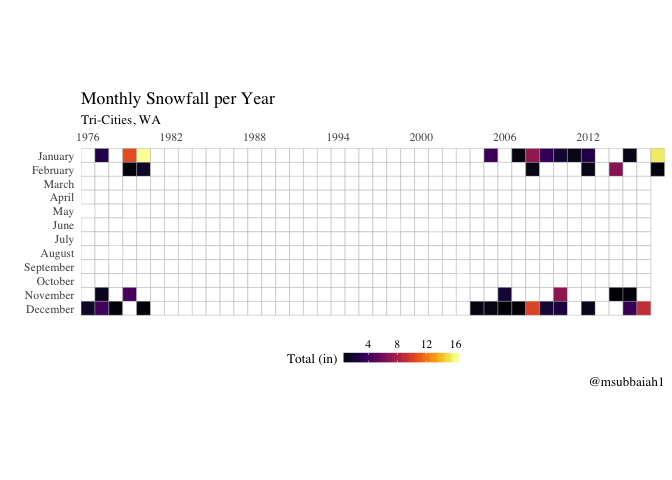 Monthly Snowfall per Year
Tri-Cities, WA
1976 1982 1988 1994 2000 2006 2012
January
February
March
April
May
June
July
August
September
October
November
December
4 8 12 16
Total (in)
@msubbaiah1